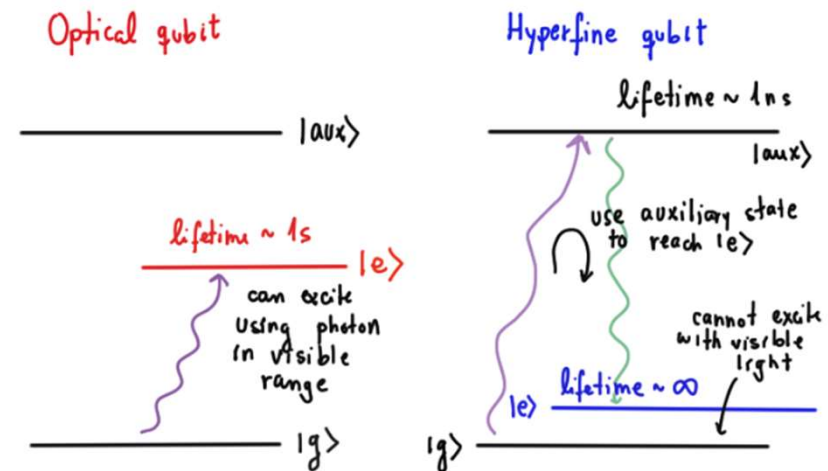 Optical qubit
|aux⟩
lifetime ~ 1s
|e⟩
can excite
using photon
in visible
range
|g⟩
Hyperfine qubit
lifetime ~ 1ns
|aux⟩
use auxiliary state
to reach |e⟩
cannot excite
with visible
light
lifetime ~ ∞
|e⟩
|g⟩